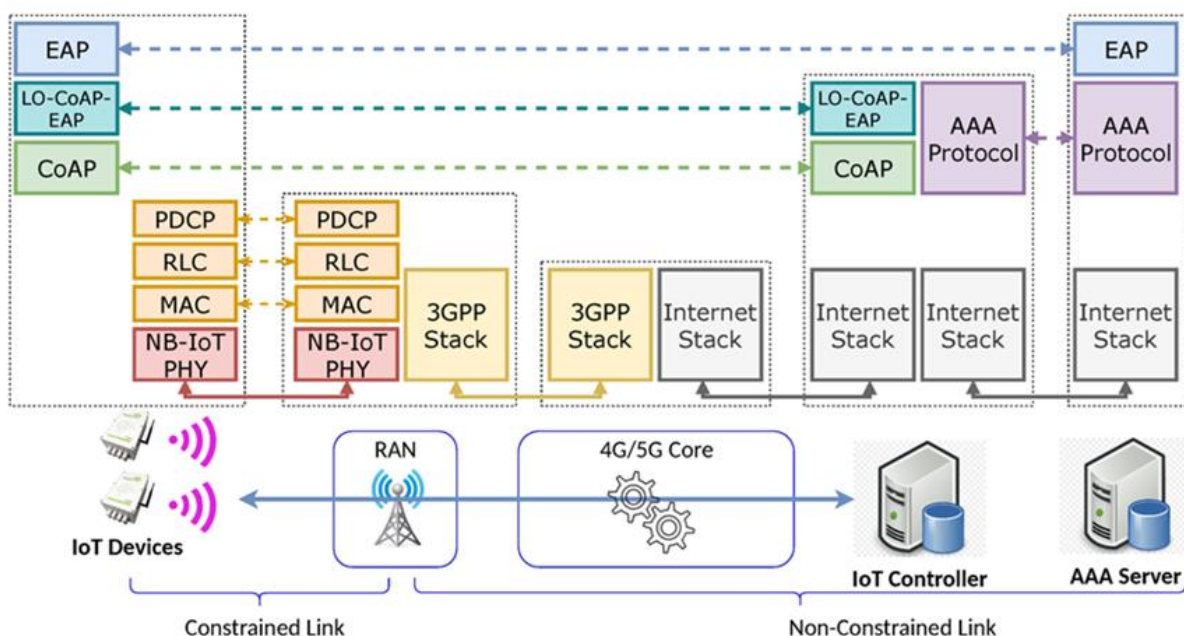 EAP
EAP
LO-CoAP-
EAP
LO-CoAP-
EAP
AAA
Protocol
AAA
Protocol
CoAP
CoAP
PDCP
PDCP
RLC
RLC
MAC
MAC
3GPP
Stack
3GPP
Stack
Internet
Stack
Internet
Stack
Internet
Stack
Internet
Stack
NB-IoT
PHY
NB-IoT
PHY
RAN
4G/5G Core
IoT Devices
IoT Controller
AAA Server
Constrained Link
Non-Constrained Link